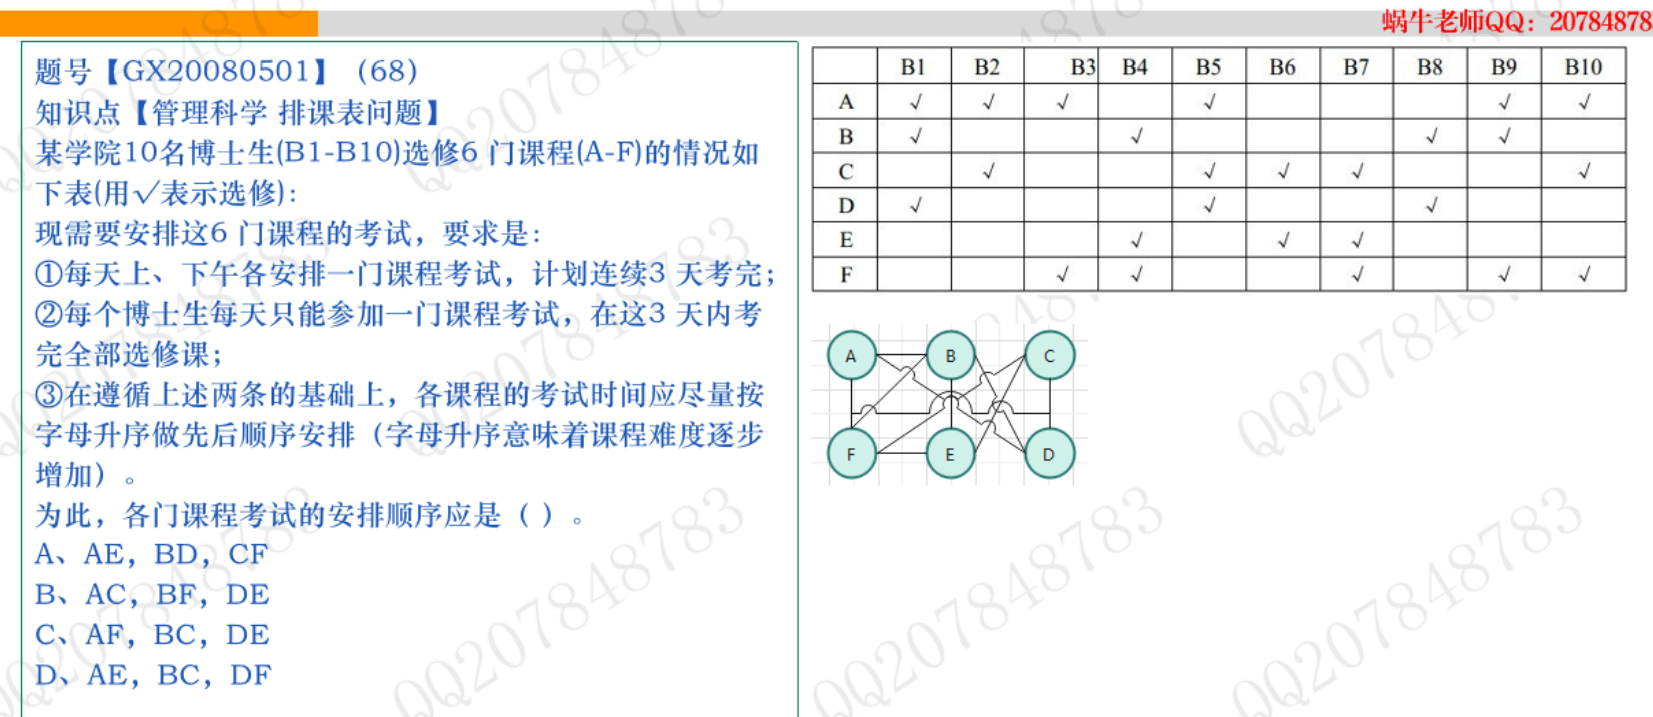 蜗牛老师QQ：20784878
题号【GX20080501】（68）
知识点【管理科学 排课表问题】
某学院10名博士生(B1-B10)选修6 门课程(A-F)的情况如
下表(用√表示选修)：
现需要安排这6 门课程的考试，要求是：
①每天上、下午各安排一门课程考试，计划连续3 天考完；
②每个博士生每天只能参加一门课程考试，在这3 天内考
完全部选修课；
③在遵循上述两条的基础上，各课程的考试时间应尽量按
字母升序做先后顺序安排（字母升序意味着课程难度逐步
增加）。
为此，各门课程考试的安排顺序应是（ ）。
A、AE，BD，CF
B、AC，BF，DE
C、AF，BC，DE
D、AE，BC，DF
B1 B2 B3 B4 B5 B6 B7 B8 B9 B10
A √ √ √ √ √ √
B √ √ √ √
C √ √ √ √ √
D √ √ √
E √ √ √
F √ √ √ √ √
A B C
F E D
QQ207848783